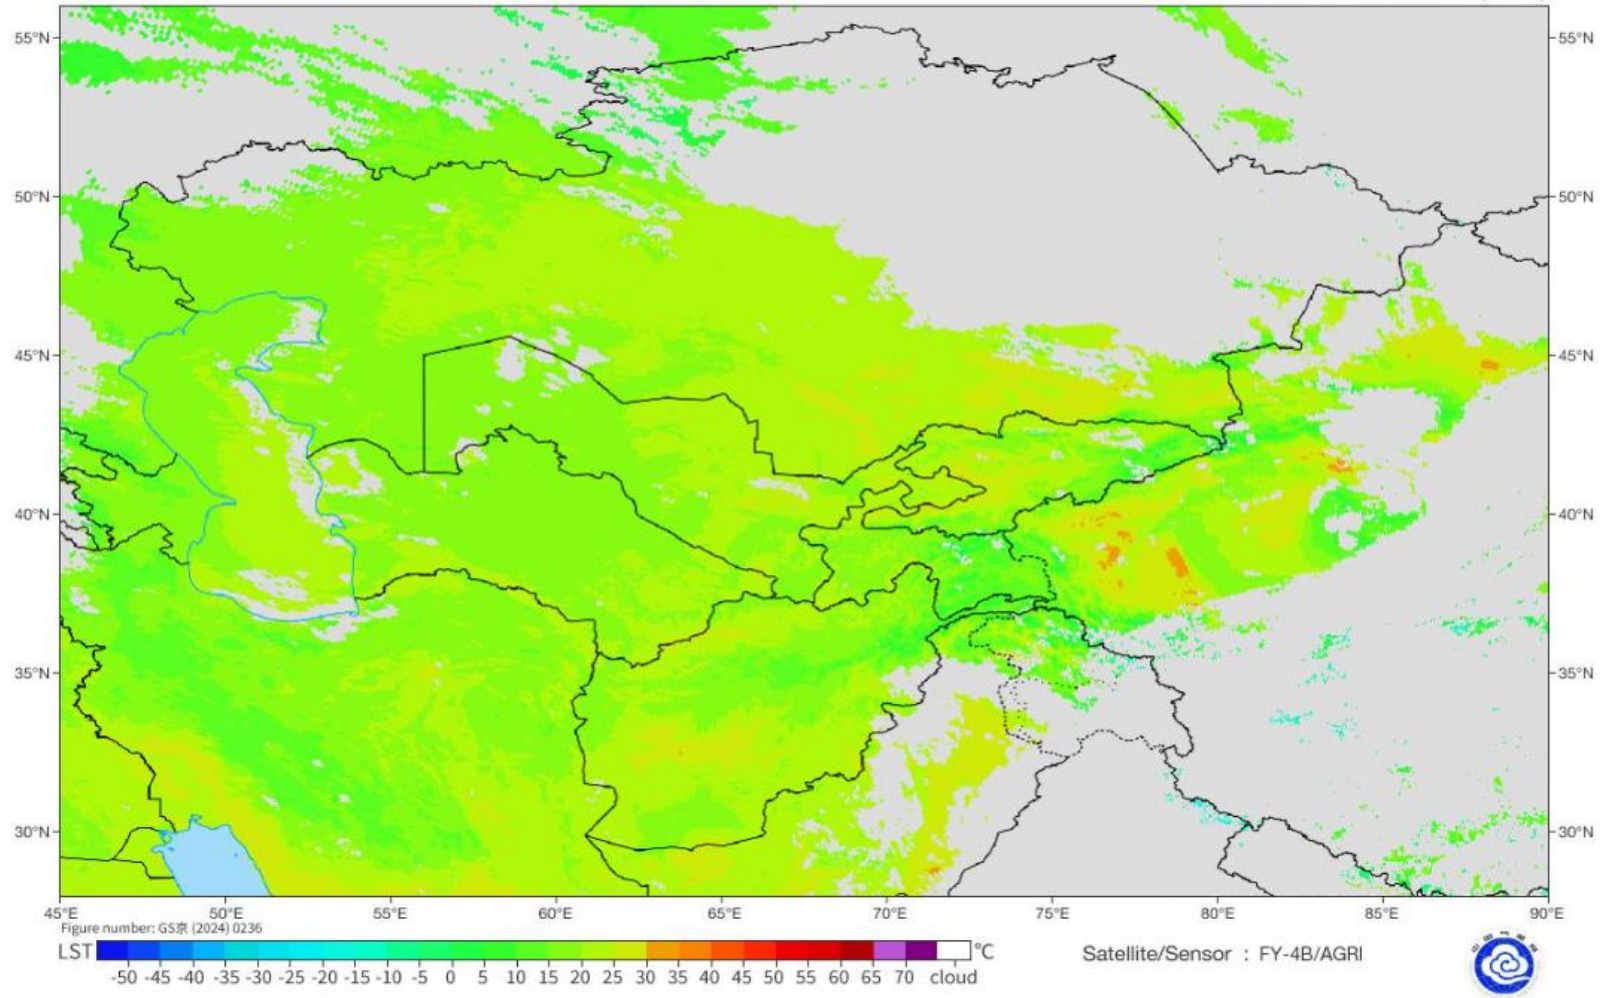 55°N 55°N
50°N 50°N
45°N 45°N
40°N 40°N
35°N 35°N
30°N 30°N
45°E 50°E 55°E 60°E 65°E 70°E 75°E 80°E 85°E 90°E
Figure number: GS京 (2024) 0236
LST °C
-50 -45 -40 -35 -30 -25 -20 -15 -10 -5 0 5 10 15 20 25 30 35 40 45 50 55 60 65 70 cloud
Satellite/Sensor : FY-4B/AGRI